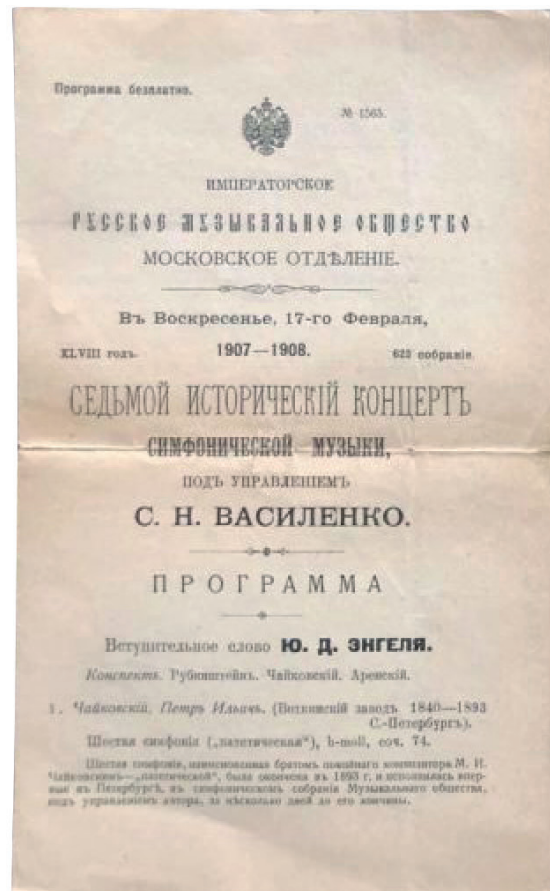 Программа безплатно.
№ 1565.
ИМПЕРАТОРСКОЕ
РУССКОЕ МУЗЫКАЛЬНОЕ ОБЩЕСТВО
МОСКОВСКОЕ ОТДѢЛЕНІЕ.
Въ Воскресенье, 17-го Февраля,
XLVIII годъ. 1907—1908. 623 собраніе.
СЕДЬМОЙ ИСТОРИЧЕСКІЙ КОНЦЕРТЪ
СИМФОНИЧЕСКОЙ МУЗЫКИ,
ПОДЪ УПРАВЛЕНІЕМЪ
С. Н. ВАСИЛЕНКО.
ПРОГРАММА
Вступительное слово Ю. Д. ЭНГЕЛЯ.
Конспектъ. Рубинштейнъ. Чайковскій. Аренскій.
1. Чайковскій, Петръ Ильичъ. (Воткинскій заводъ 1840—1893
С.-Петербургъ).
Шестая симфонія („патетическая“), h-moll, соч. 74.
Шестая симфонія, наименованная братомъ покойнаго композитора М. И.
Чайковскимъ—„патетической“, была окончена въ 1893 г. и исполнялась впер-
вые въ Петербургѣ, въ симфоническомъ собраніи Музыкальнаго общества,
подъ управленіемъ автора, за нѣсколько дней до его кончины.